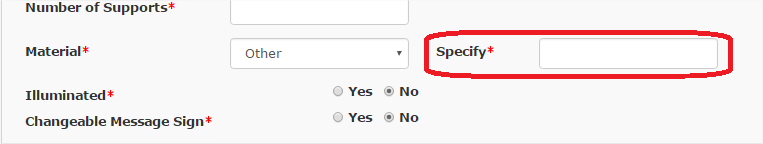 Number of Supports*
Material* Other Specify*
Illuminated* Yes No
Changeable Message Sign* Yes No